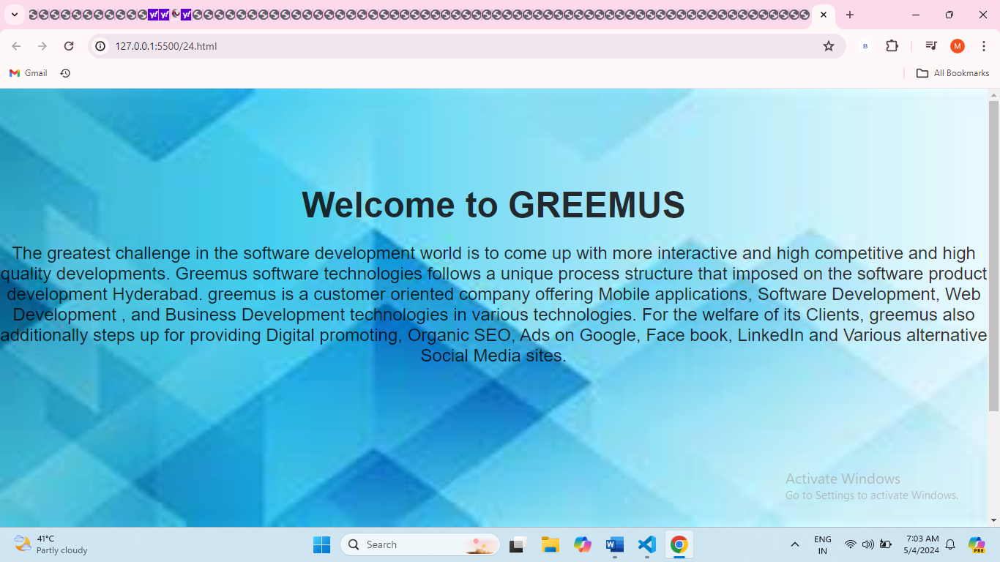 127.0.0.1:5500/24.html
B
M
Gmail
All Bookmarks
Welcome to GREEMUS
The greatest challenge in the software development world is to come up with more interactive and high competitive and high
quality developments. Greemus software technologies follows a unique process structure that imposed on the software product
development Hyderabad. greemus is a customer oriented company offering Mobile applications, Software Development, Web
Development , and Business Development technologies in various technologies. For the welfare of its Clients, greemus also
additionally steps up for providing Digital promoting, Organic SEO, Ads on Google, Face book, LinkedIn and Various alternative
Social Media sites.
Activate Windows
Go to Settings to activate Windows.
41°C
Partly cloudy
Search
ENG
IN
7:03 AM
5/4/2024
PRE